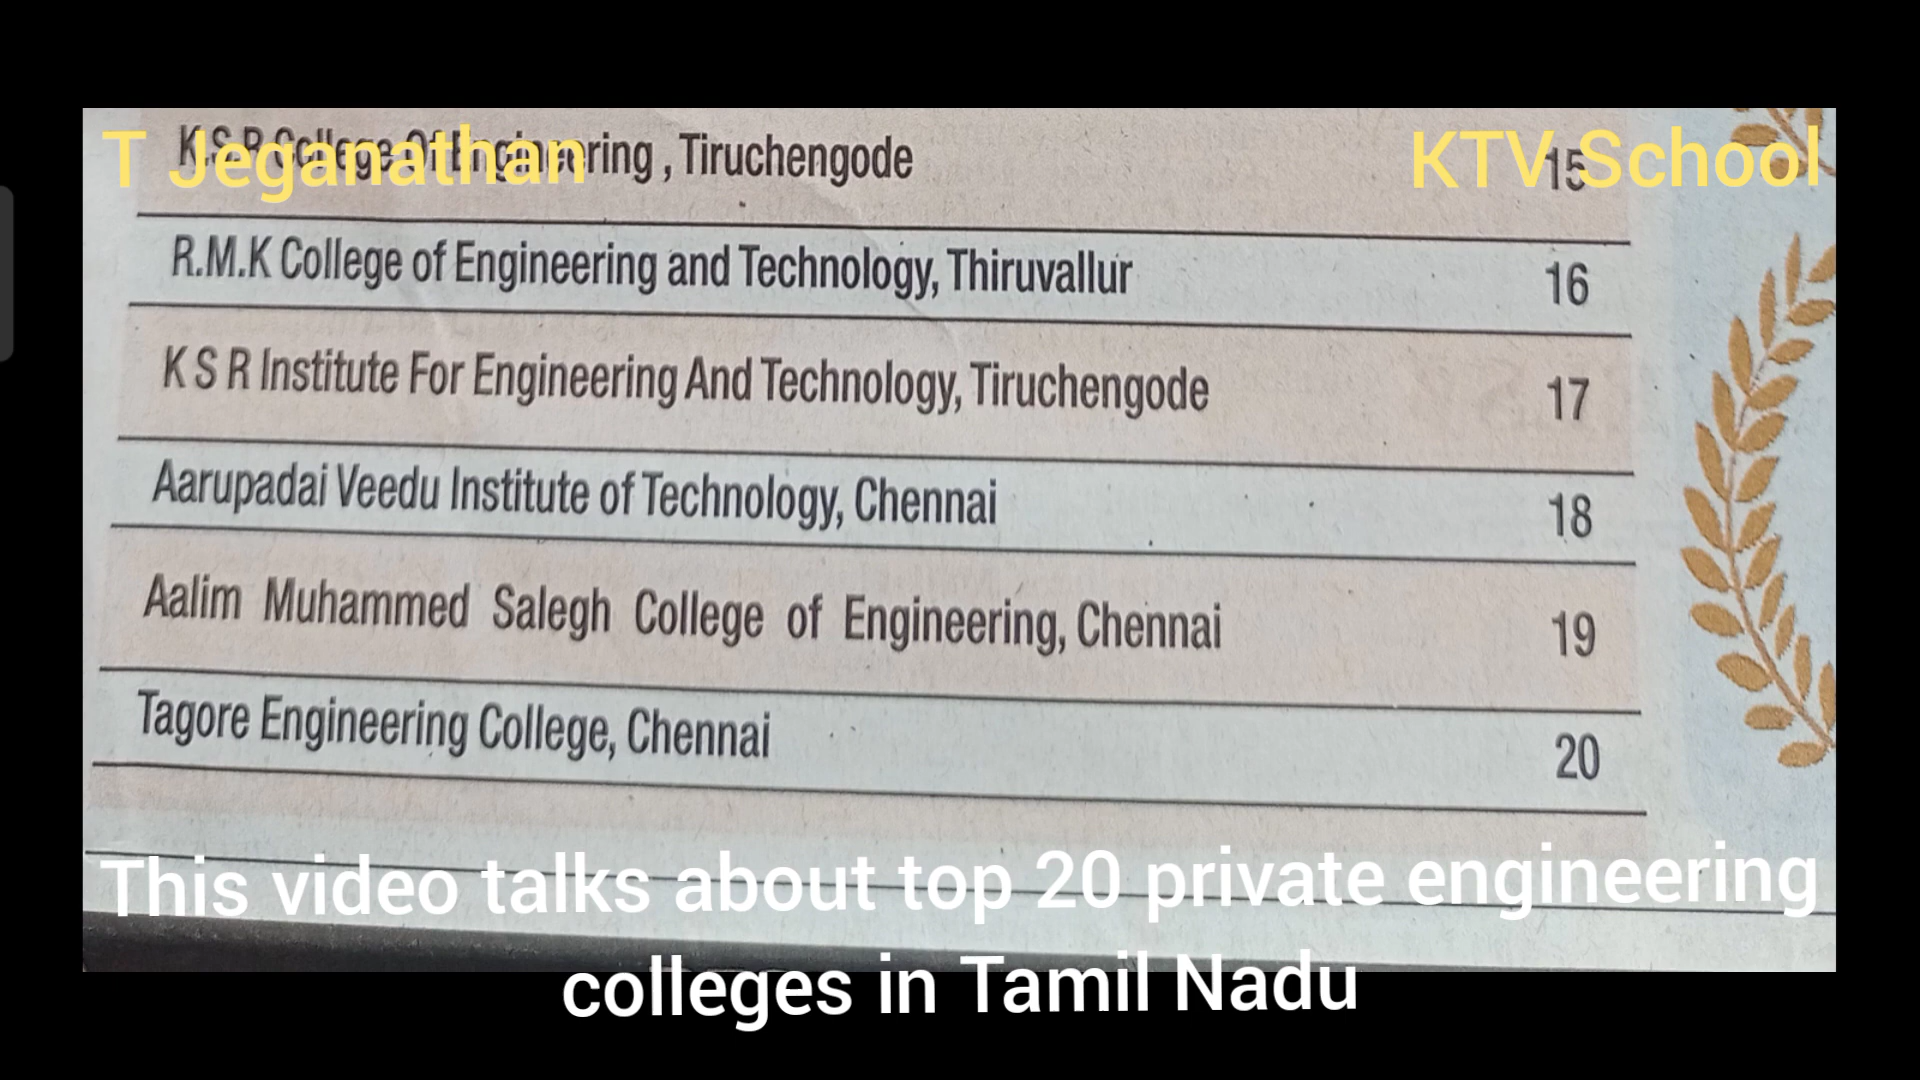 T Jeganathan
KTV School
K S R College Of Engineering , Tiruchengode 15
R.M.K College of Engineering and Technology, Thiruvallur 16
K S R Institute For Engineering And Technology, Tiruchengode 17
Aarupadai Veedu Institute of Technology, Chennai 18
Aalim Muhammed Salegh College of Engineering, Chennai 19
Tagore Engineering College, Chennai 20
This video talks about top 20 private engineering
colleges in Tamil Nadu